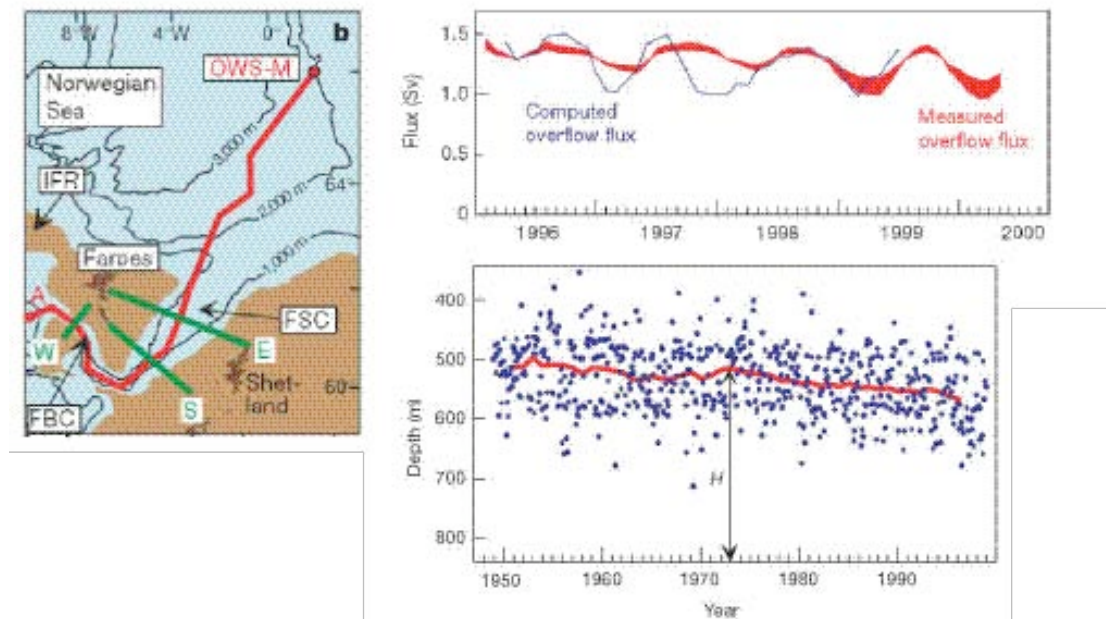 8°W
4°W
0°
b
OWS-M
Norwegian
Sea
3,000 m
IFR
64°
2,000 m
Faroes
1,000 m
A
FSC
W
E
Shet-
land
60°
S
FBC
1.5
1.0
0.5
0
Flux (Sv)
Computed
overflow flux
Measured
overflow flux
1996
1997
1998
1999
2000
400
500
600
700
800
Depth (m)
H
1950
1960
1970
1980
1990
Year